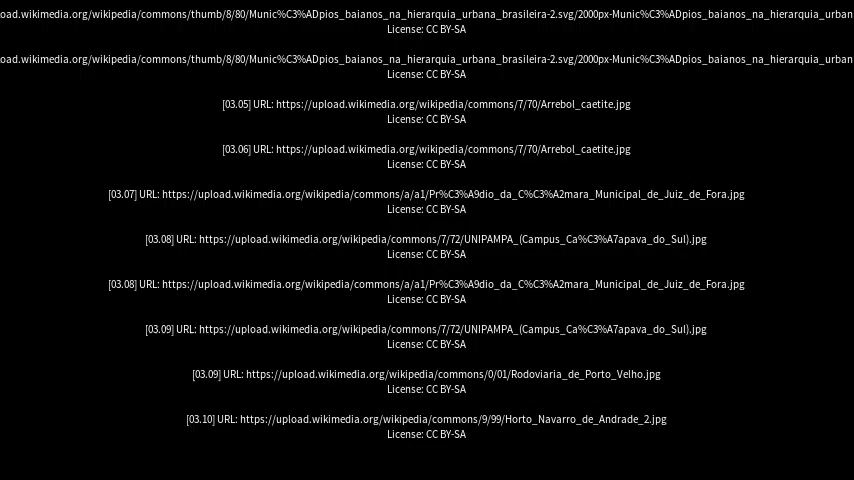 oad.wikimedia.org/wikipedia/commons/thumb/8/80/Munic%C3%ADpios_baianos_na_hierarquia_urbana_brasileira-2.svg/2000px-Munic%C3%ADpios_baianos_na_hierarquia_urban
License: CC BY-SA
oad.wikimedia.org/wikipedia/commons/thumb/8/80/Munic%C3%ADpios_baianos_na_hierarquia_urbana_brasileira-2.svg/2000px-Munic%C3%ADpios_baianos_na_hierarquia_urban
License: CC BY-SA
[03.05] URL: https://upload.wikimedia.org/wikipedia/commons/7/70/Arrebol_caetite.jpg
License: CC BY-SA
[03.06] URL: https://upload.wikimedia.org/wikipedia/commons/7/70/Arrebol_caetite.jpg
License: CC BY-SA
[03.07] URL: https://upload.wikimedia.org/wikipedia/commons/a/a1/Pr%C3%A9dio_da_C%C3%A2mara_Municipal_de_Juiz_de_Fora.jpg
License: CC BY-SA
[03.08] URL: https://upload.wikimedia.org/wikipedia/commons/7/72/UNIPAMPA_(Campus_Ca%C3%A7apava_do_Sul).jpg
License: CC BY-SA
[03.08] URL: https://upload.wikimedia.org/wikipedia/commons/a/a1/Pr%C3%A9dio_da_C%C3%A2mara_Municipal_de_Juiz_de_Fora.jpg
License: CC BY-SA
[03.09] URL: https://upload.wikimedia.org/wikipedia/commons/7/72/UNIPAMPA_(Campus_Ca%C3%A7apava_do_Sul).jpg
License: CC BY-SA
[03.09] URL: https://upload.wikimedia.org/wikipedia/commons/0/01/Rodoviaria_de_Porto_Velho.jpg
License: CC BY-SA
[03.10] URL: https://upload.wikimedia.org/wikipedia/commons/9/99/Horto_Navarro_de_Andrade_2.jpg
License: CC BY-SA